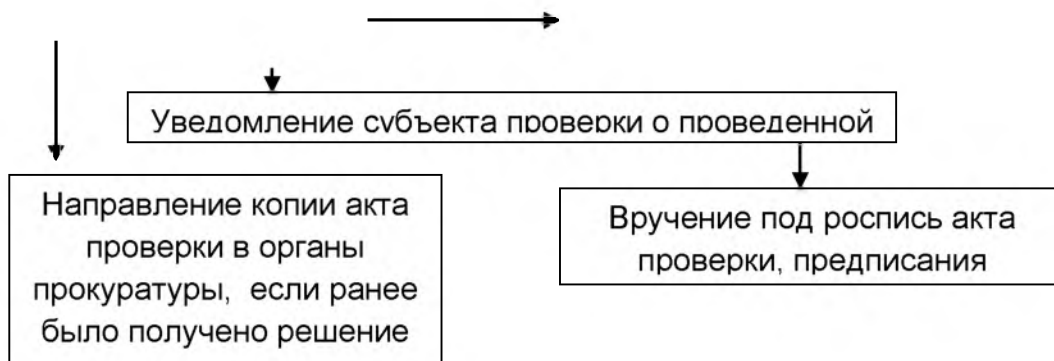 Уведомление субъекта проверки о проведенной
Направление копии акта
проверки в органы
прокуратуры, если ранее
было получено решение
Вручение под роспись акта
проверки, предписания